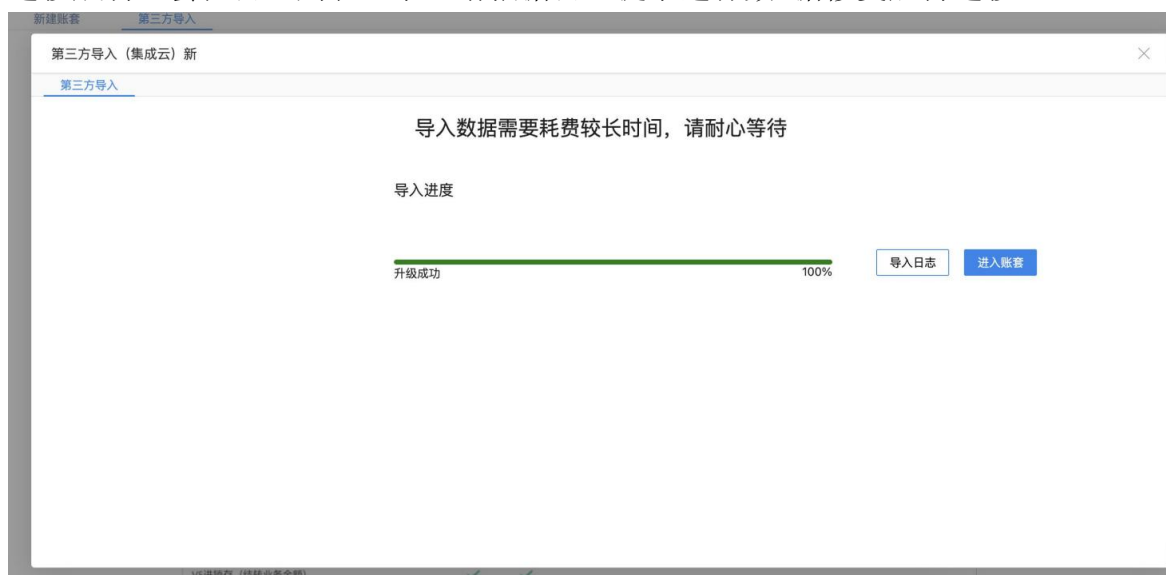 新建账套 第三方导入
第三方导入（集成云）新
第三方导入
导入数据需要耗费较长时间，请耐心等待
导入进度
导入日志 进入账套
升级成功 100%